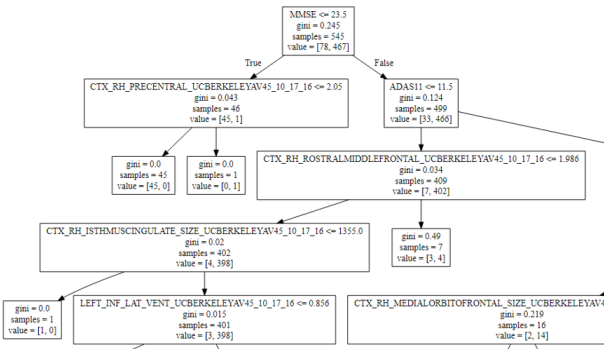 MMSE <= 23.5
gini = 0.245
samples = 545
value = [78, 467]
True
False
CTX_RH_PRECENTRAL_UCBERKELEYAV45_10_17_16 <= 2.05
gini = 0.043
samples = 46
value = [45, 1]
ADAS11 <= 11.5
gini = 0.124
samples = 499
value = [33, 466]
gini = 0.0
samples = 45
value = [45, 0]
gini = 0.0
samples = 1
value = [0, 1]
CTX_RH_ROSTRALMIDDLEFRONTAL_UCBERKELEYAV45_10_17_16 <= 1.986
gini = 0.034
samples = 409
value = [7, 402]
CTX_RH_ISTHMUSCINGULATE_SIZE_UCBERKELEYAV45_10_17_16 <= 1355.0
gini = 0.02
samples = 402
value = [4, 398]
gini = 0.49
samples = 7
value = [3, 4]
gini = 0.0
samples = 1
value = [1, 0]
LEFT_INF_LAT_VENT_UCBERKELEYAV45_10_17_16 <= 0.856
gini = 0.015
samples = 401
value = [3, 398]
CTX_RH_MEDIALORBITOFRONTAL_SIZE_UCBERKELEYAV4
gini = 0.219
samples = 16
value = [2, 14]